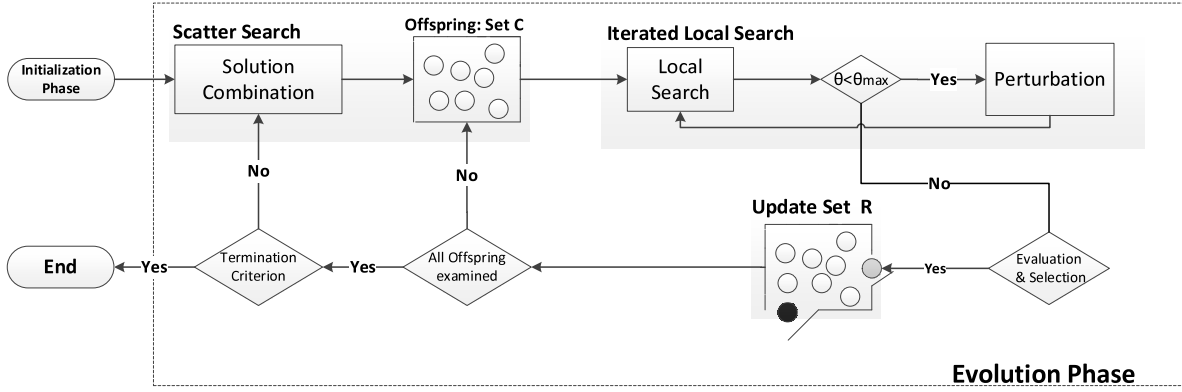 Scatter Search
Offspring: Set C
Iterated Local Search
Initialization
Phase
Solution
Combination
Local
Search
θ<θmax
Yes
Perturbation
No
No
No
Update Set R
End
Yes
Termination
Criterion
Yes
All Offspring
examined
Yes
Evaluation
& Selection
Evolution Phase